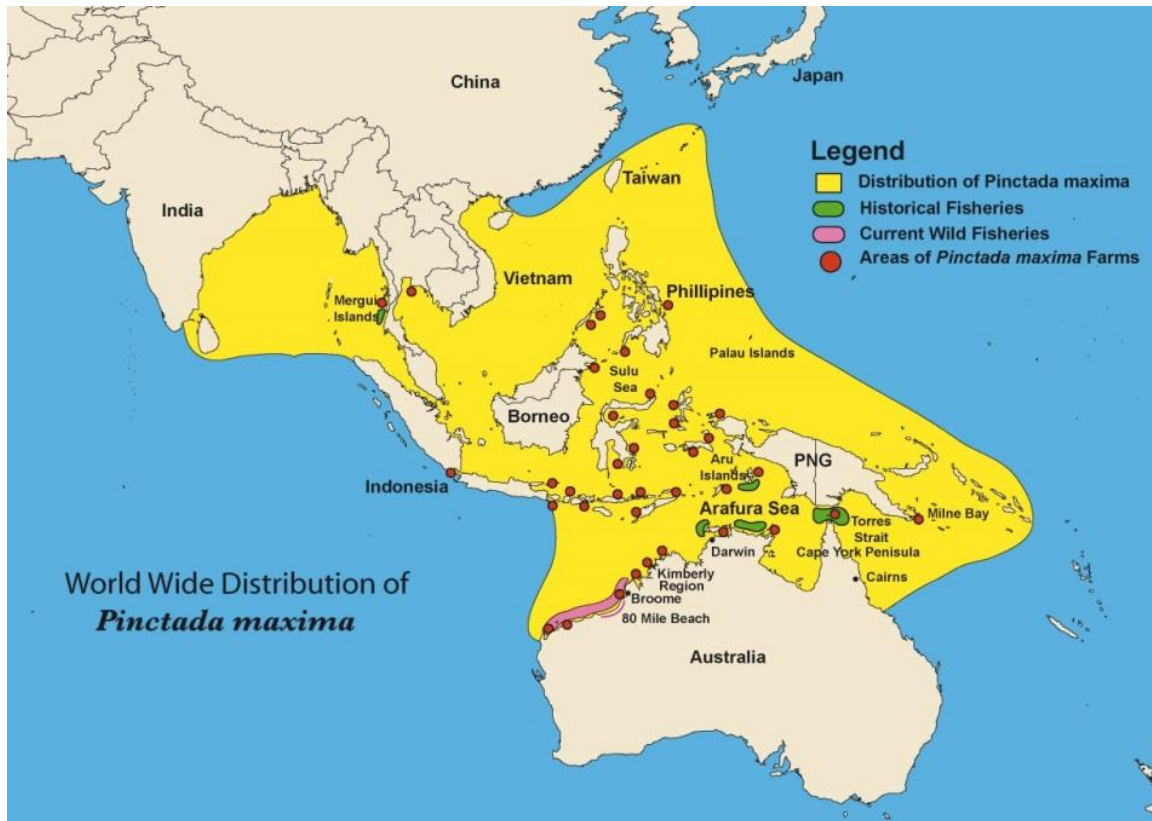 China
Japan
Legend
Distribution of Pinctada maxima
Historical Fisheries
Current Wild Fisheries
Areas of Pinctada maxima Farms
Taiwan
India
Vietnam
Phillipines
Mergui
Islands
Palau Islands
Sulu
Sea
Borneo
PNG
Aru
Islands
Indonesia
Arafura Sea
Milne Bay
Torres
Strait
Darwin
Cape York Penisula
Kimberly
Region
Cairns
Broome
80 Mile Beach
World Wide Distribution of
Pinctada maxima
Australia